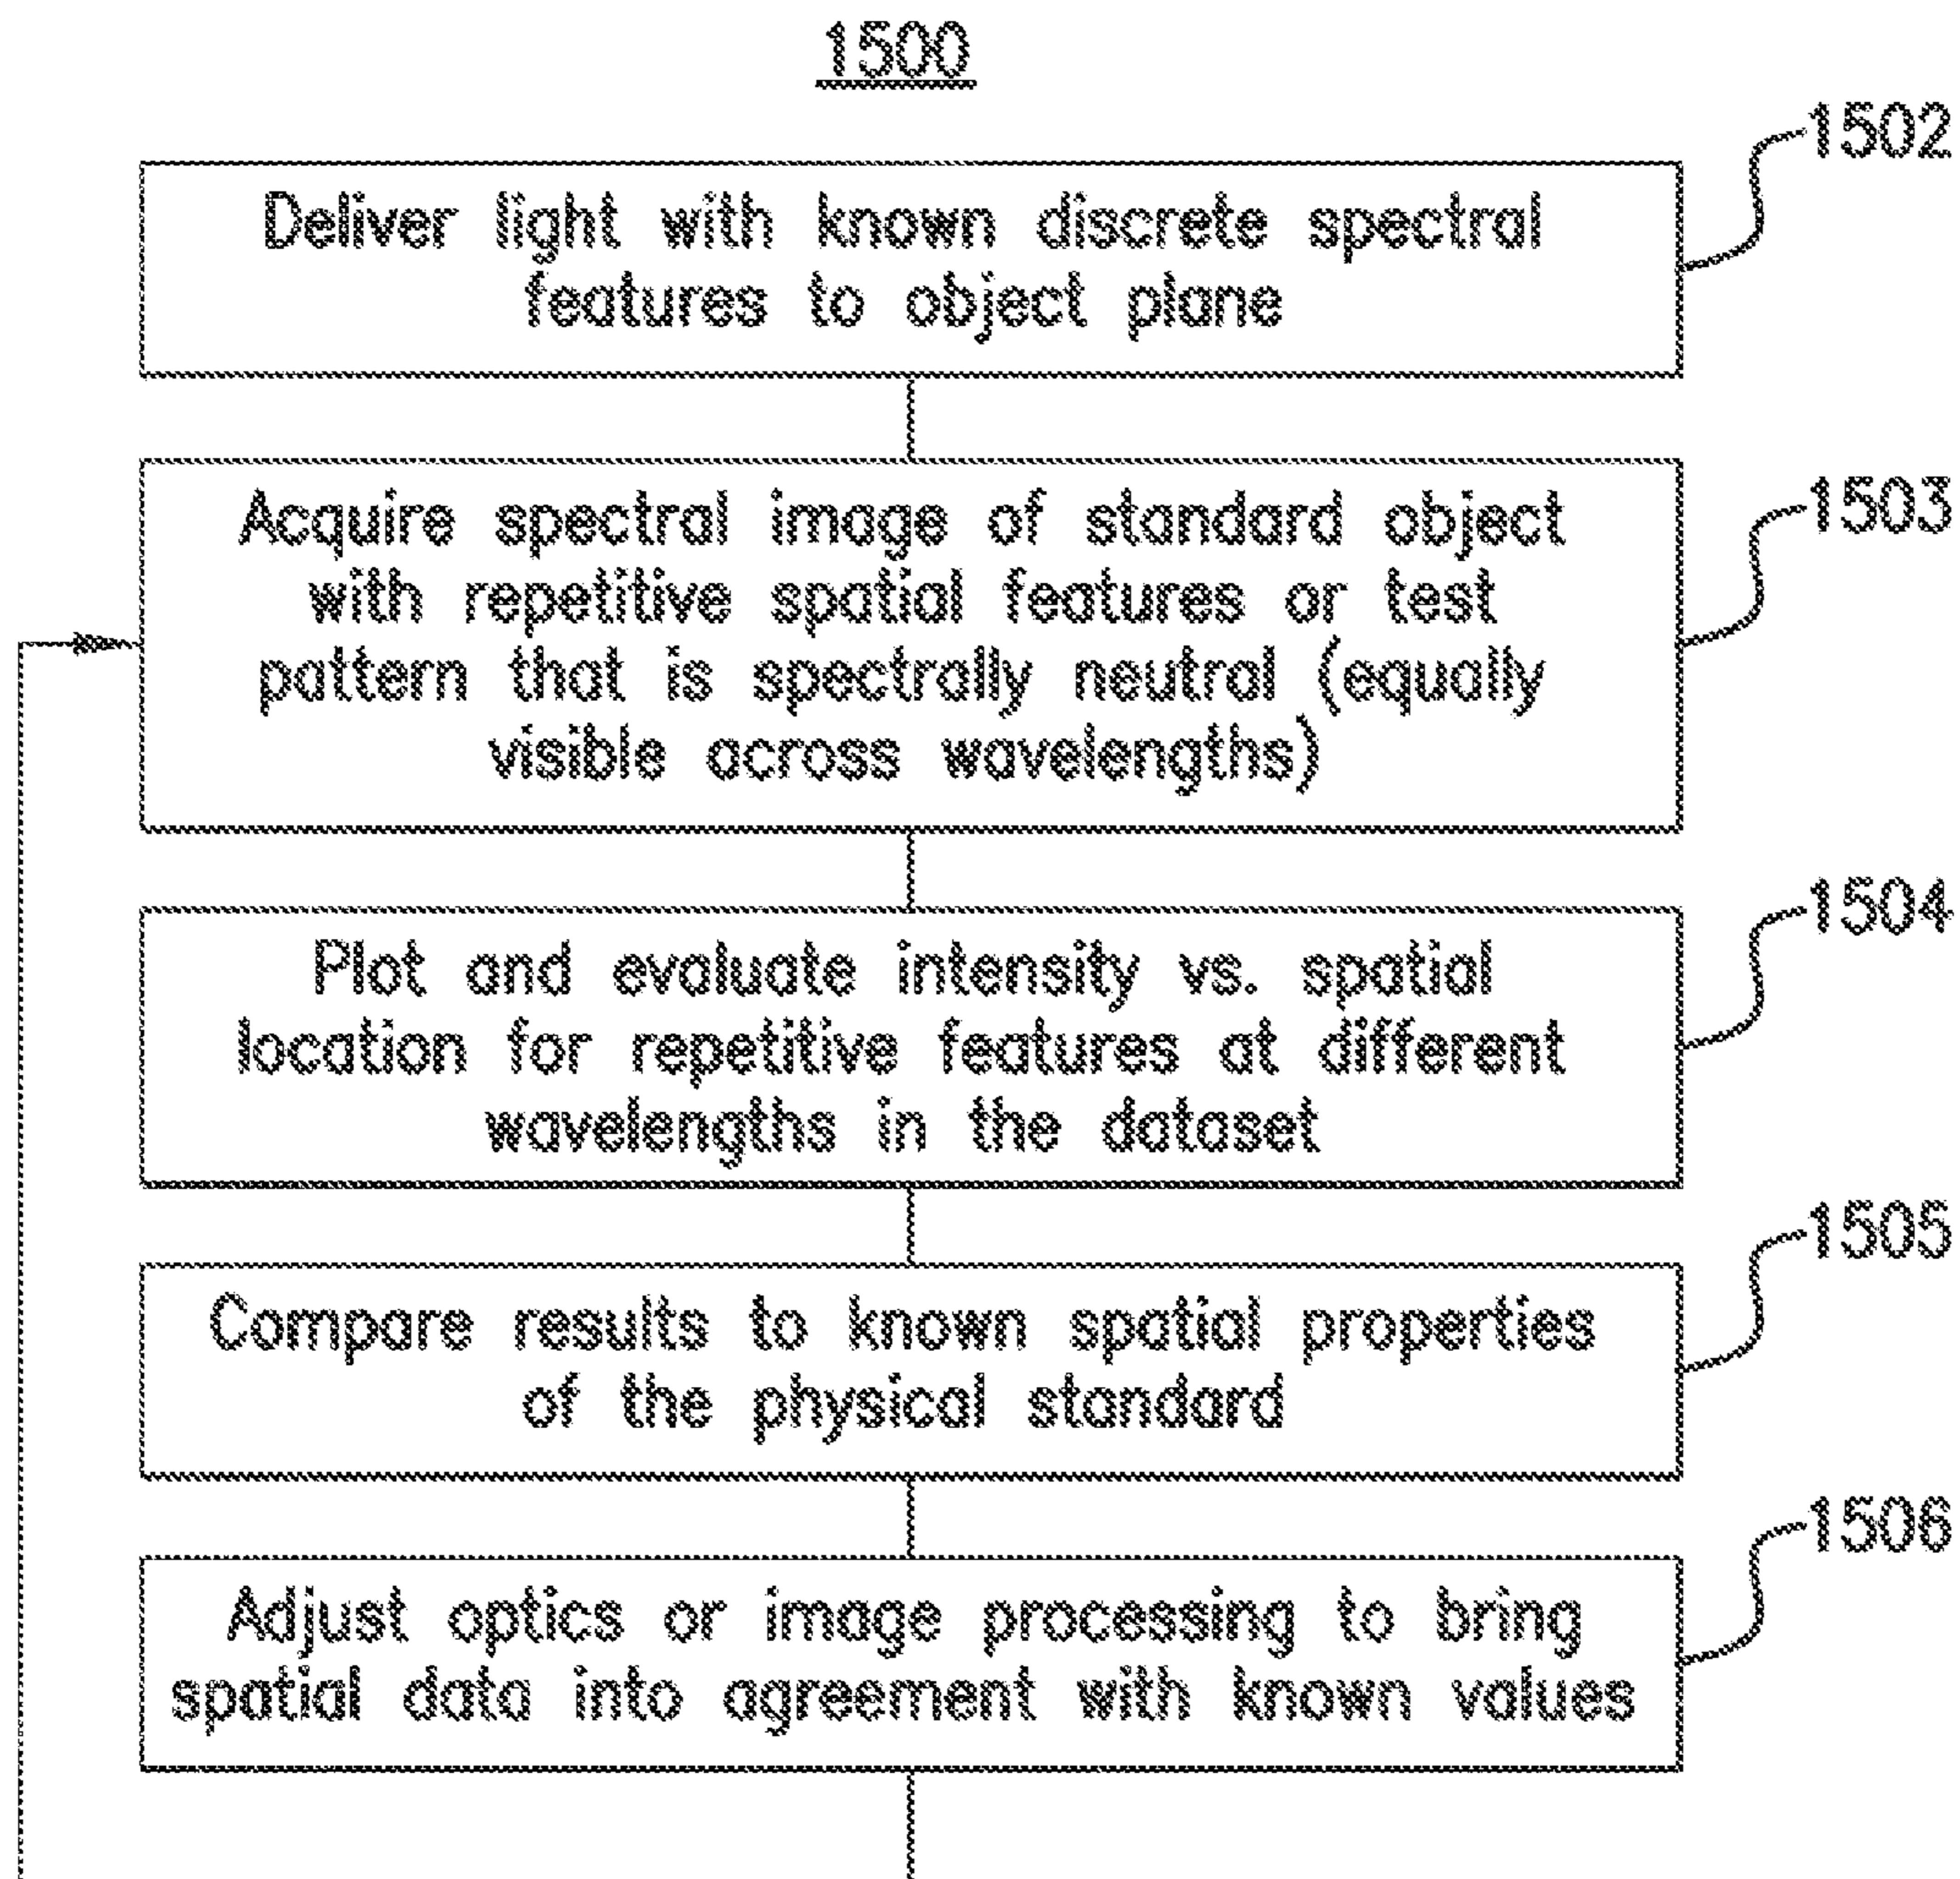 1500
1502
Deliver light with known discrete spectral
features to object plane
1503
Acquire spectral image of standard object
with repetitive spatial features or test
pattern that is spectrally neutral (equally
visible across wavelengths)
1504
Plot and evaluate intensity vs. spatial
location for repetitive features at different
wavelengths in the dataset
1505
Compare results to known spatial properties
of the physical standard
1506
Adjust optics or image processing to bring
spatial data into agreement with known values